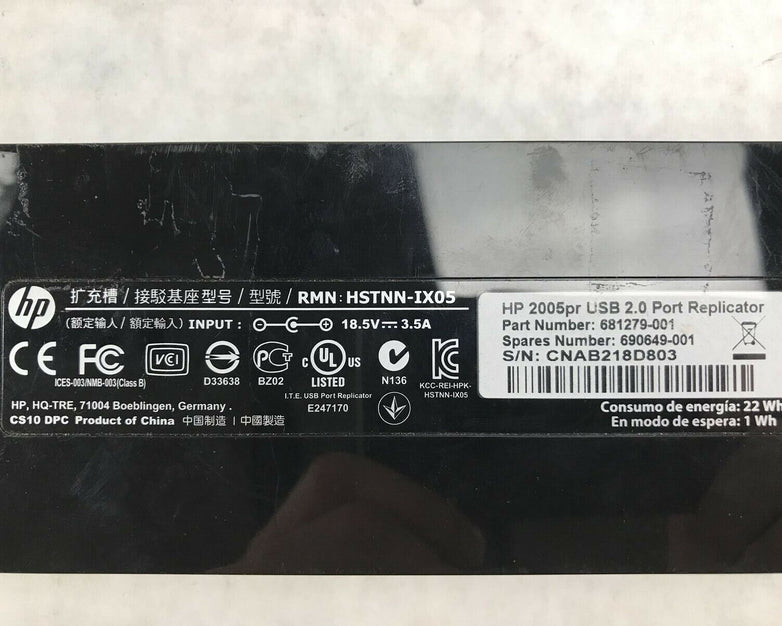 hp
扩充槽 / 接駁基座型号 / 型號 / RMN: HSTNN-IX05
(额定输入 / 額定輸入) INPUT : 18.5V 3.5A
CE FC VCI
ICES-003/NMB-003(Class B)
D33638
PCT
BZ02
c UL US
LISTED
I.T.E. USB Port Replicator
E247170
N136
KCC-REI-HPK-
HSTNN-IX05
HP, HQ-TRE, 71004 Boeblingen, Germany .
CS10 DPC Product of China 中国制造 | 中國製造
HP 2005pr USB 2.0 Port Replicator
Part Number: 681279-001
Spares Number: 690649-001
S/N: CNAB218D803
Consumo de energía: 22 Wh
En modo de espera: 1 Wh